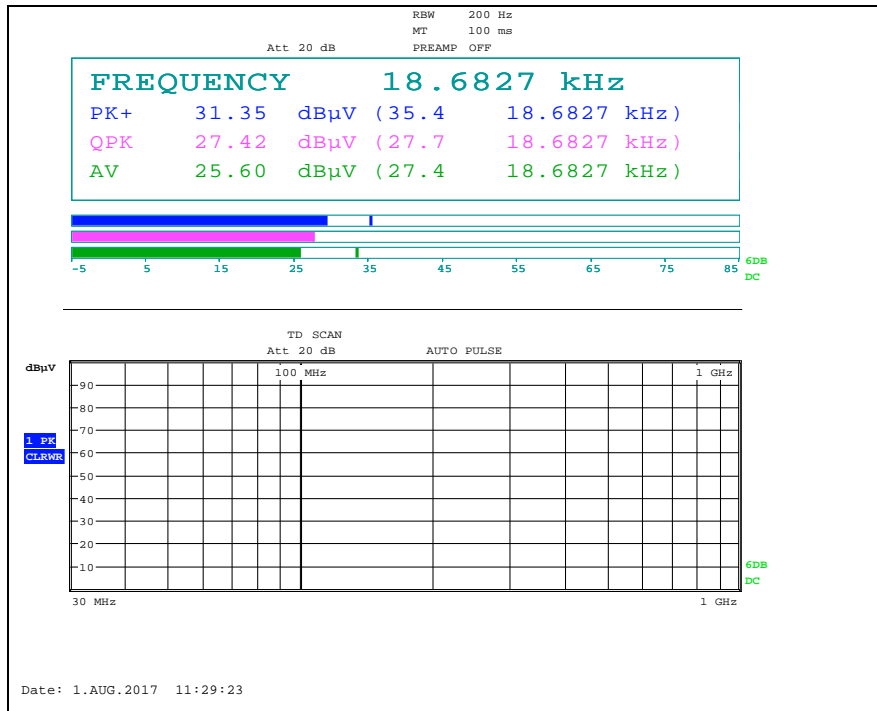 RBW 200 Hz
MT 100 ms
Att 20 dB PREAMP OFF
FREQUENCY 18.6827 kHz
PK+ 31.35 dBµV (35.4 18.6827 kHz)
QPK 27.42 dBµV (27.7 18.6827 kHz)
AV 25.60 dBµV (27.4 18.6827 kHz)
-5 5 15 25 35 45 55 65 75 85
6DB
DC
TD SCAN
Att 20 dB AUTO PULSE
dBµV
100 MHz 1 GHz
90
80
70
1 PK
CLRWR
60
50
40
30
20
10
6DB
DC
30 MHz 1 GHz
Date: 1.AUG.2017 11:29:23